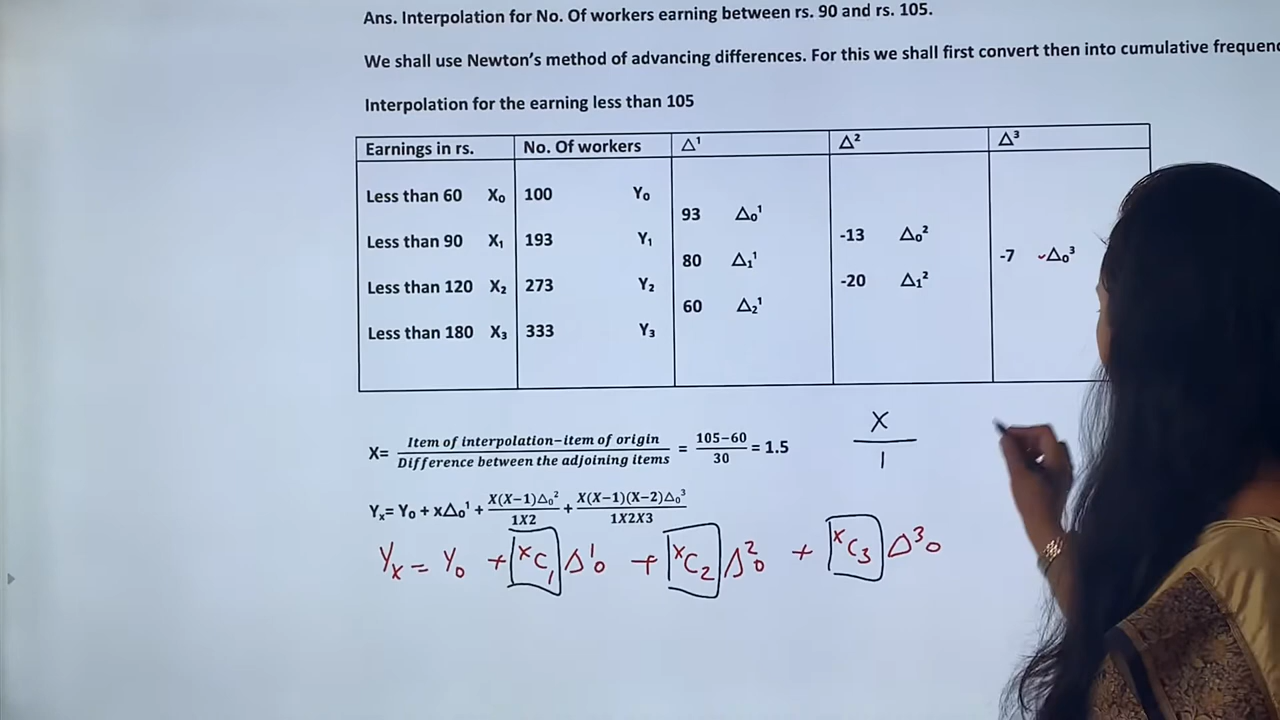 Ans. Interpolation for No. Of workers earning between rs. 90 and rs. 105.
We shall use Newton's method of advancing differences. For this we shall first convert then into cumulative
Interpolation for the earning less than 105
Earnings in rs. No. Of workers Δ¹ Δ² Δ³
Less than 60 X₀ 100 Y₀
93 Δ₀¹
Less than 90 X₁ 193 Y₁ -13 Δ₀²
80 Δ₁¹ -7 Δ₀³
Less than 120 X₂ 273 Y₂ -20 Δ₁²
60 Δ₂¹
Less than 180 X₃ 333 Y₃
X= Item of interpolation−item of origin / Difference between the adjoining items = 105−60 / 30 = 1.5
X / 1
Yₓ= Y₀ + xΔ₀¹ + X(X−1)Δ₀² / 1X2 + X(X−1)(X−2)Δ₀³ / 1X2X3
Yₓ = Y₀ + ˣC₁ Δ¹₀ + ˣC₂ Δ²₀ + ˣC₃ Δ³₀